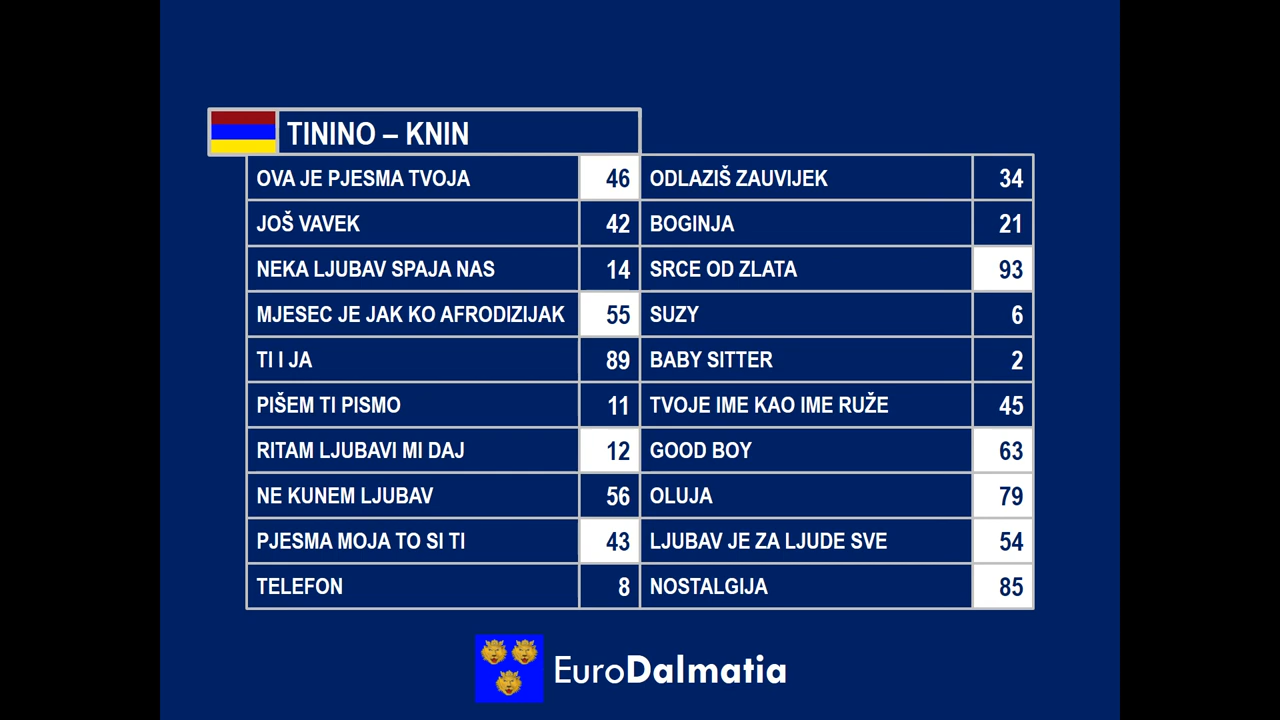 TININO – KNIN
OVA JE PJESMA TVOJA 46 ODLAZIŠ ZAUVIJEK 34
JOŠ VAVEK 42 BOGINJA 21
NEKA LJUBAV SPAJA NAS 14 SRCE OD ZLATA 93
MJESEC JE JAK KO AFRODIZIJAK 55 SUZY 6
TI I JA 89 BABY SITTER 2
PIŠEM TI PISMO 11 TVOJE IME KAO IME RUŽE 45
RITAM LJUBAVI MI DAJ 12 GOOD BOY 63
NE KUNEM LJUBAV 56 OLUJA 79
PJESMA MOJA TO SI TI 43 LJUBAV JE ZA LJUDE SVE 54
TELEFON 8 NOSTALGIJA 85
EuroDalmatia